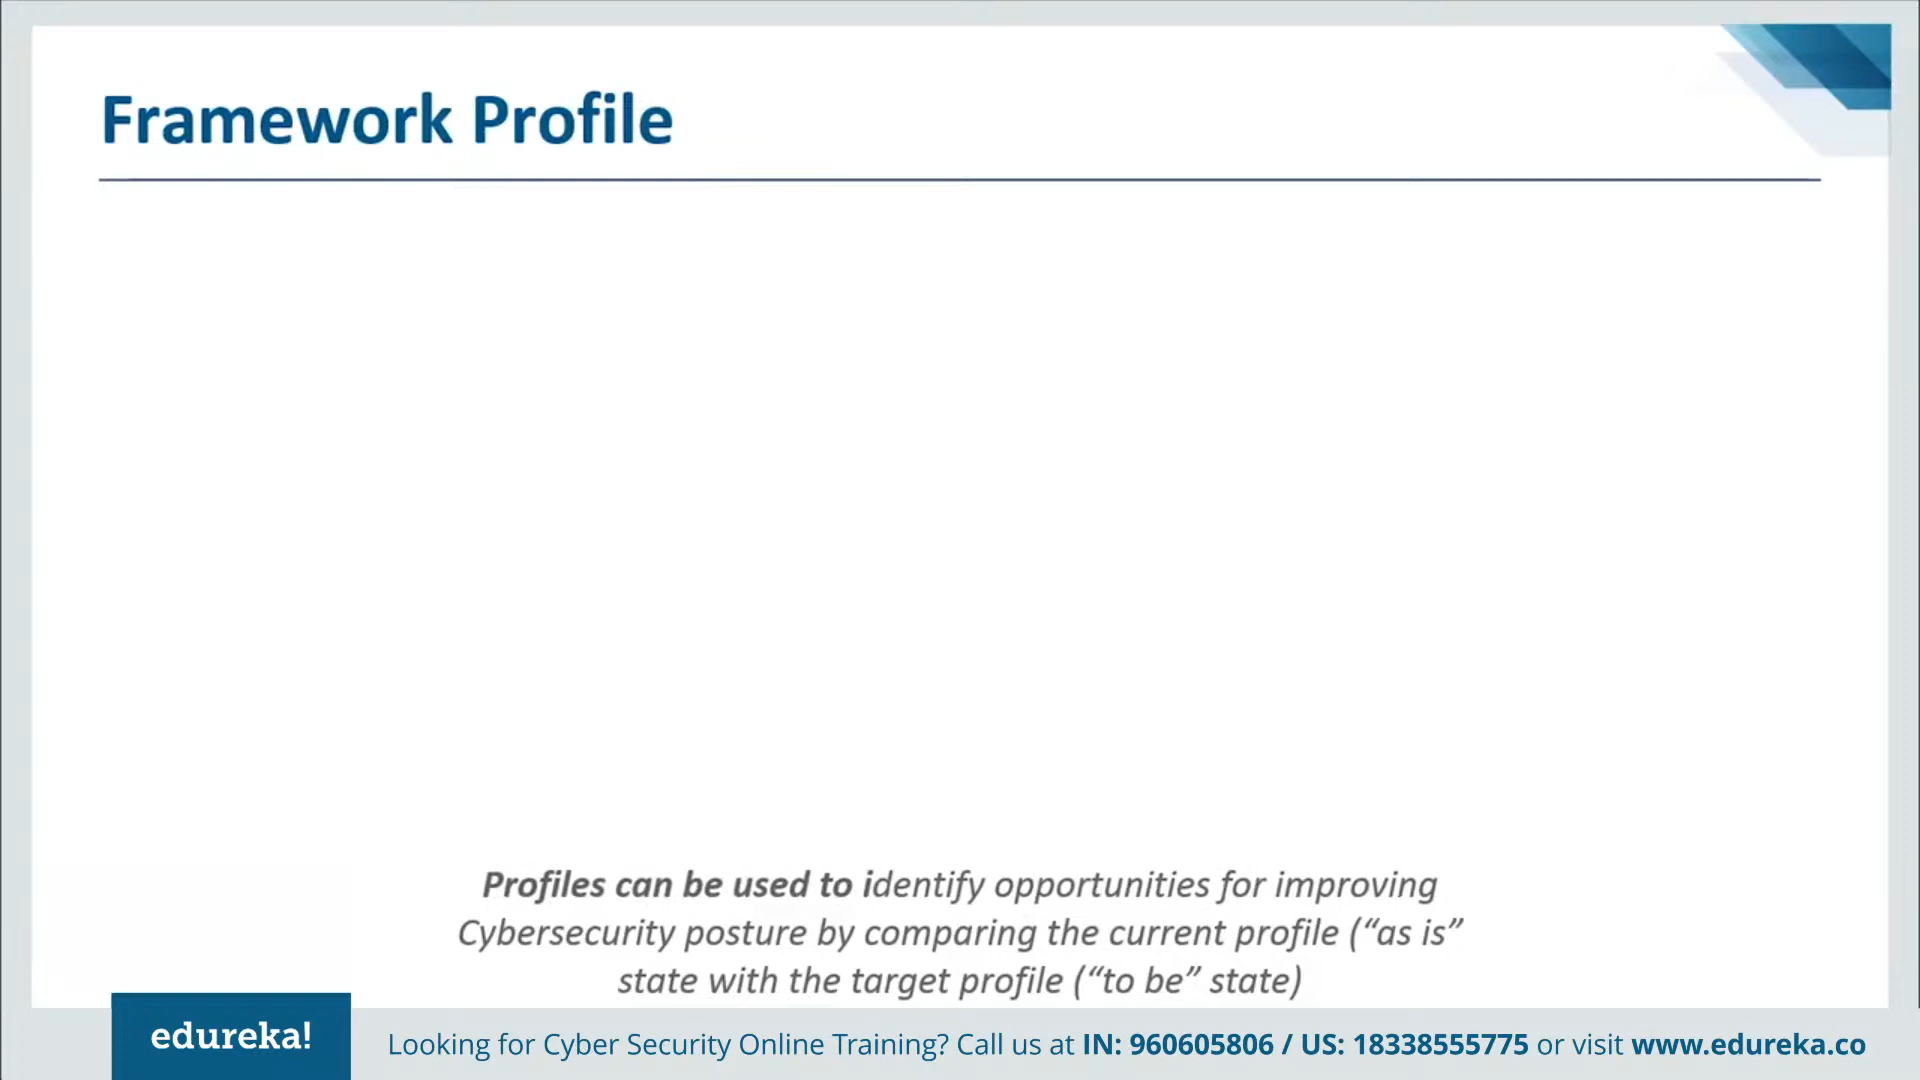 Framework Profile
Profiles can be used to identify opportunities for improving
Cybersecurity posture by comparing the current profile (“as is”
state with the target profile (“to be” state)
edureka!
Looking for Cyber Security Online Training? Call us at IN: 960605806 / US: 18338555775 or visit www.edureka.co